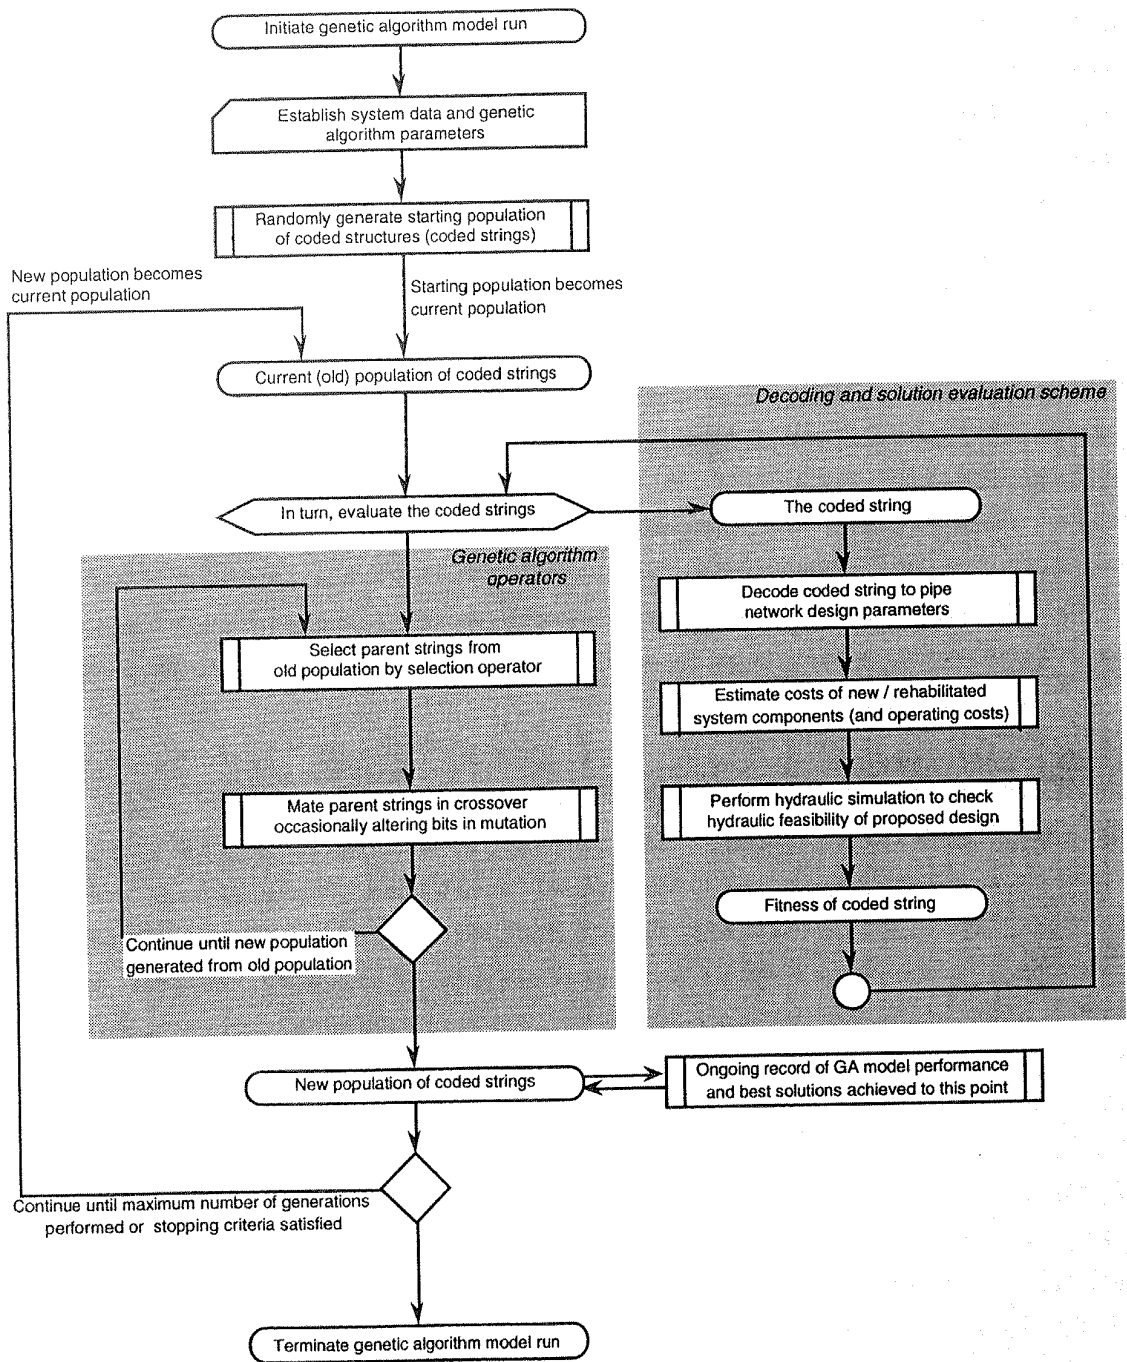 Initiate genetic algorithm model run
Establish system data and genetic
algorithm parameters
Randomly generate starting population
of coded structures (coded strings)
New population becomes
current population
Starting population becomes
current population
Current (old) population of coded strings
Decoding and solution evaluation scheme
In turn, evaluate the coded strings
The coded string
Genetic algorithm
operators
Decode coded string to pipe
network design parameters
Select parent strings from
old population by selection operator
Estimate costs of new / rehabilitated
system components (and operating costs)
Mate parent strings in crossover
occasionally altering bits in mutation
Perform hydraulic simulation to check
hydraulic feasibility of proposed design
Fitness of coded string
Continue until new population
generated from old population
New population of coded strings
Ongoing record of GA model performance
and best solutions achieved to this point
Continue until maximum number of generations
performed or stopping criteria satisfied
Terminate genetic algorithm model run